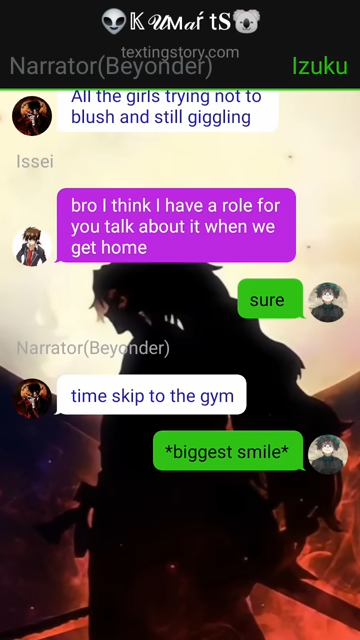 👽𝕂 𝓤мαŕ tS🐨
textingstory.com
Narrator(Beyonder)
Izuku
All the girls trying not to
blush and still giggling
Issei
bro I think I have a role for
you talk about it when we
get home
sure
Narrator(Beyonder)
time skip to the gym
*biggest smile*